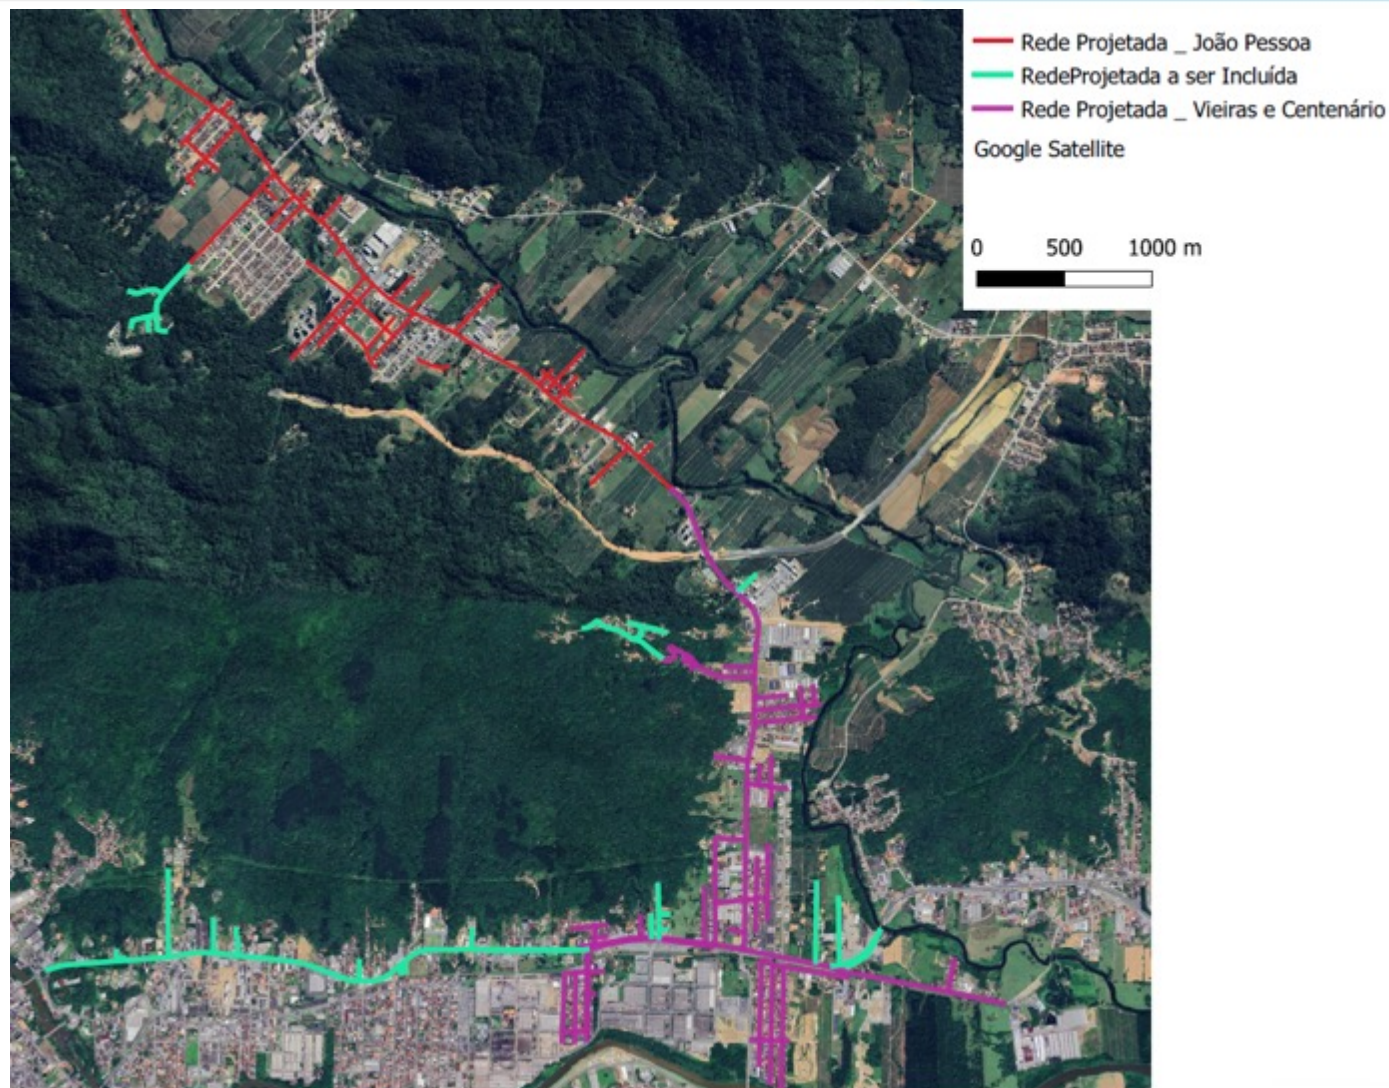 Rede Projetada _ João Pessoa
RedeProjetada a ser Incluída
Rede Projetada _ Vieiras e Centenário
Google Satellite
0 500 1000 m